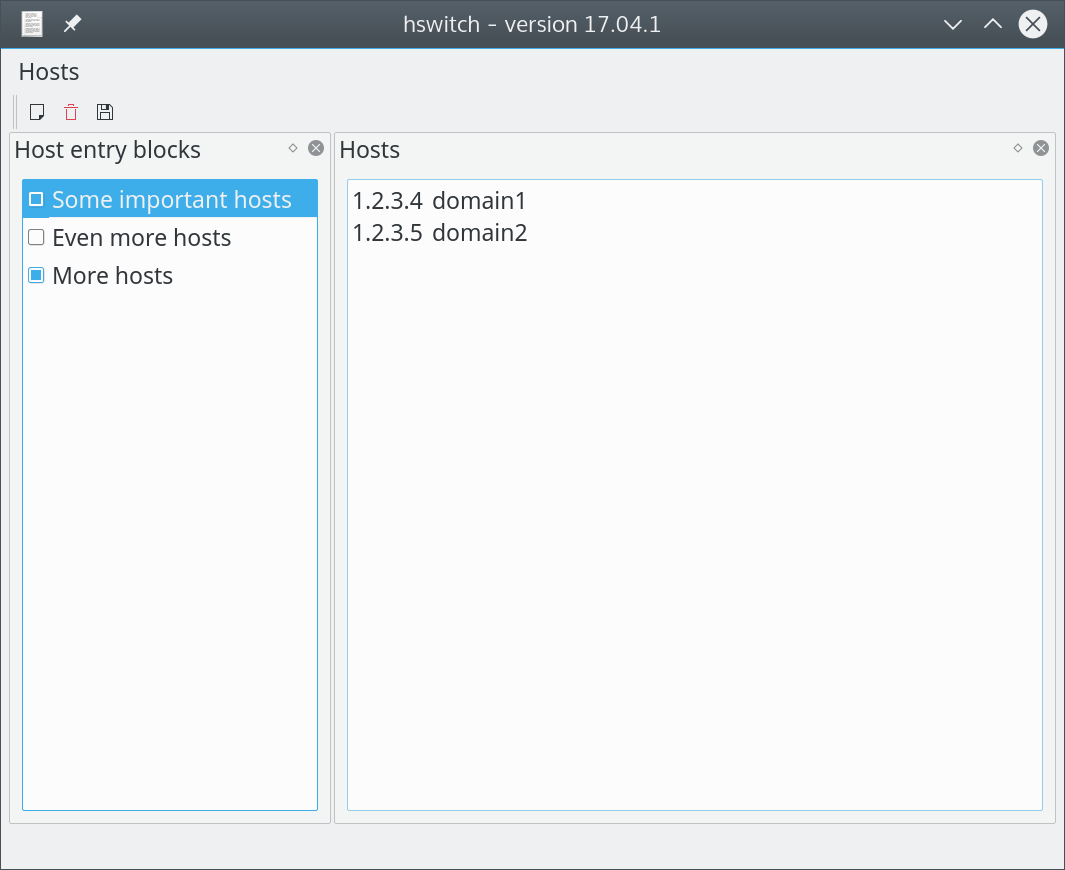 hswitch - version 17.04.1
Hosts
Host entry blocks
Some important hosts
Even more hosts
More hosts
Hosts
1.2.3.4 domain1
1.2.3.5 domain2